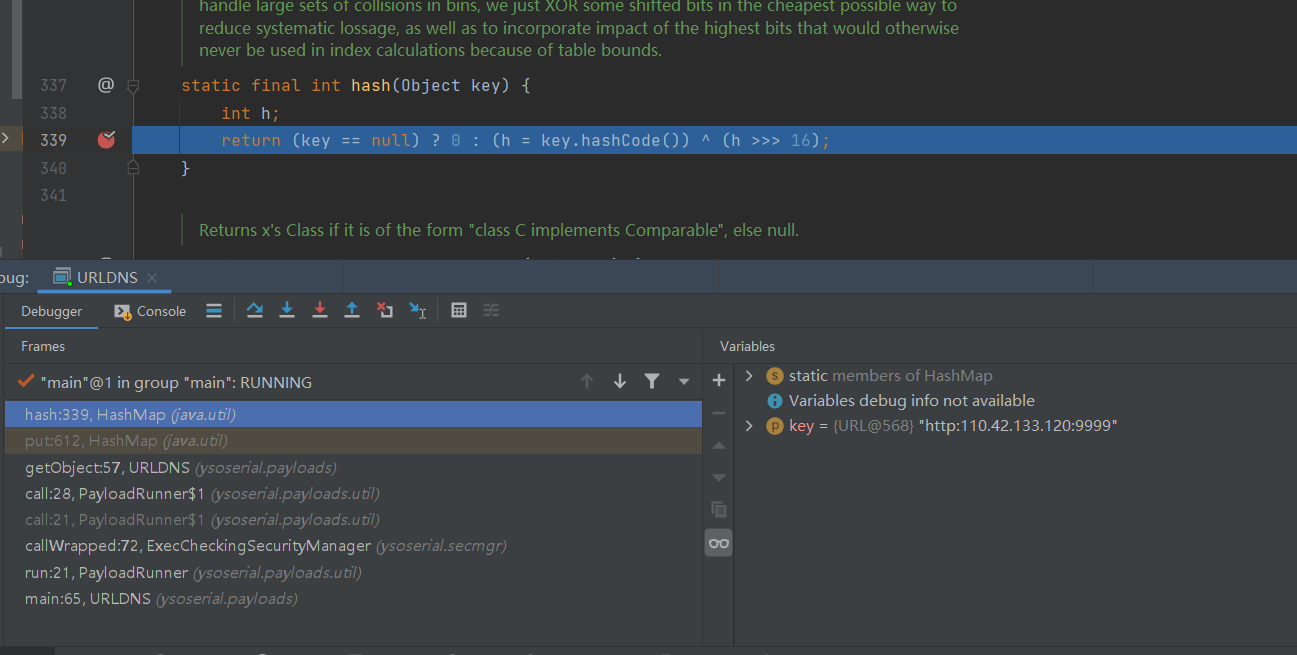 handle large sets of collisions in bins, we just XOR some shifted bits in the cheapest possible way to
reduce systematic lossage, as well as to incorporate impact of the highest bits that would otherwise
never be used in index calculations because of table bounds.
337 @ static final int hash(Object key) {
338 int h;
339 return (key == null) ? 0 : (h = key.hashCode()) ^ (h >>> 16);
340 }
341
Returns x's Class if it is of the form "class C implements Comparable", else null.
oug: URLDNS
Debugger Console
Frames
Variables
"main"@1 in group "main": RUNNING
static members of HashMap
Variables debug info not available
key = {URL@568} "http:110.42.133.120:9999"
hash:339, HashMap (java.util)
put:612, HashMap (java.util)
getObject:57, URLDNS (ysoserial.payloads)
call:28, PayloadRunner$1 (ysoserial.payloads.util)
call:21, PayloadRunner$1 (ysoserial.payloads.util)
callWrapped:72, ExecCheckingSecurityManager (ysoserial.secmgr)
run:21, PayloadRunner (ysoserial.payloads.util)
main:65, URLDNS (ysoserial.payloads)